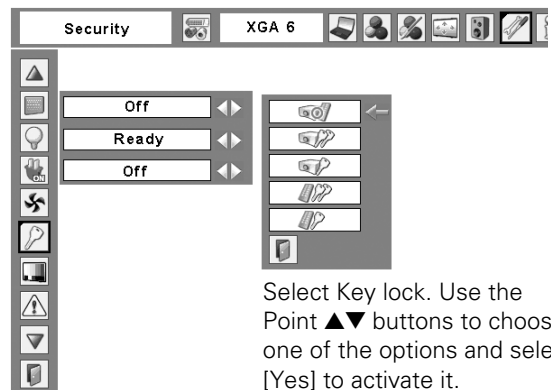 Security
XGA 6
Off
Ready
Off
ON
Select Key lock. Use the
Point ▲▼ buttons to choos
one of the options and sele
[Yes] to activate it.